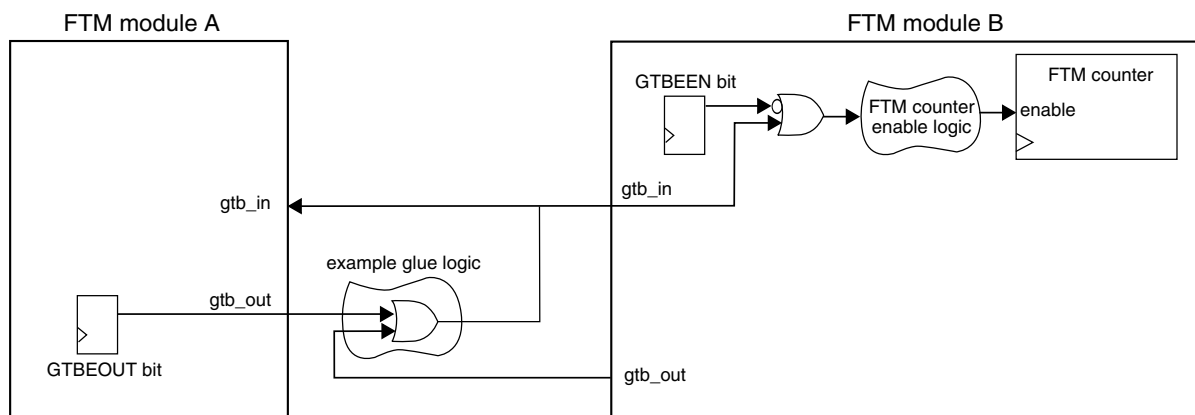 FTM module A
FTM module B
GTBEEN bit
FTM counter
FTM counter
enable logic
enable
gtb_in
gtb_in
example glue logic
gtb_out
GTBEOUT bit
gtb_out